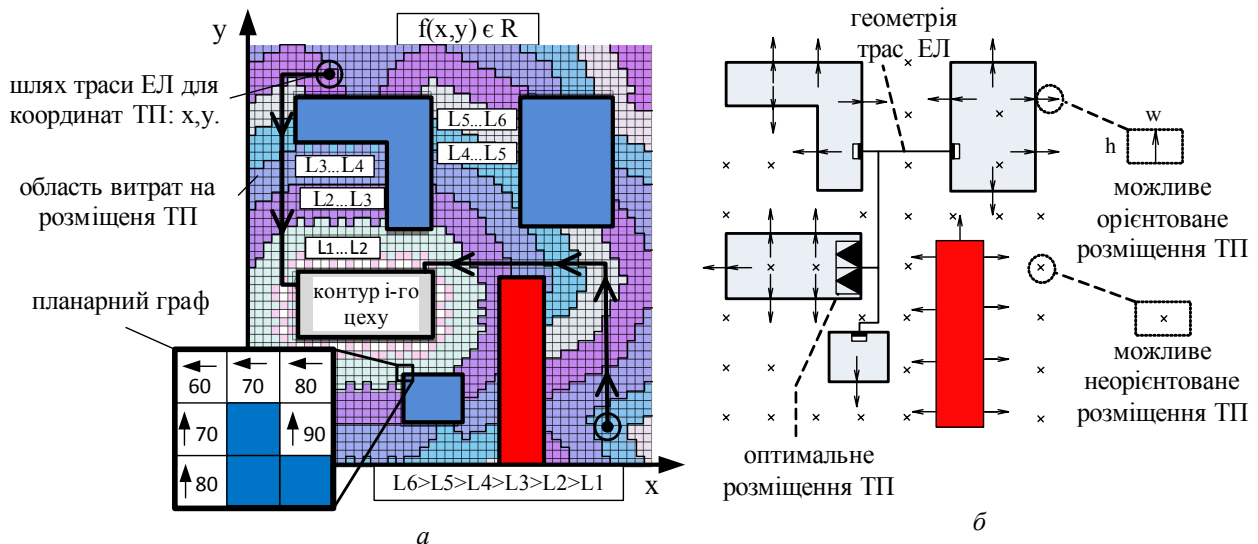 y
f(x,y) є R
шлях траси ЕЛ для
координат ТП: x,y.
L5...L6
L4...L5
L3...L4
область витрат на
розміщеня ТП
L2...L3
L1...L2
планарний граф
контур і-го
цеху
60 70 80
70 90
80
L6>L5>L4>L3>L2>L1
x
а
геометрія
трас ЕЛ
w
h
можливе
орієнтоване
розміщення ТП
можливе
неорієнтоване
розміщення ТП
оптимальне
розміщення ТП
б